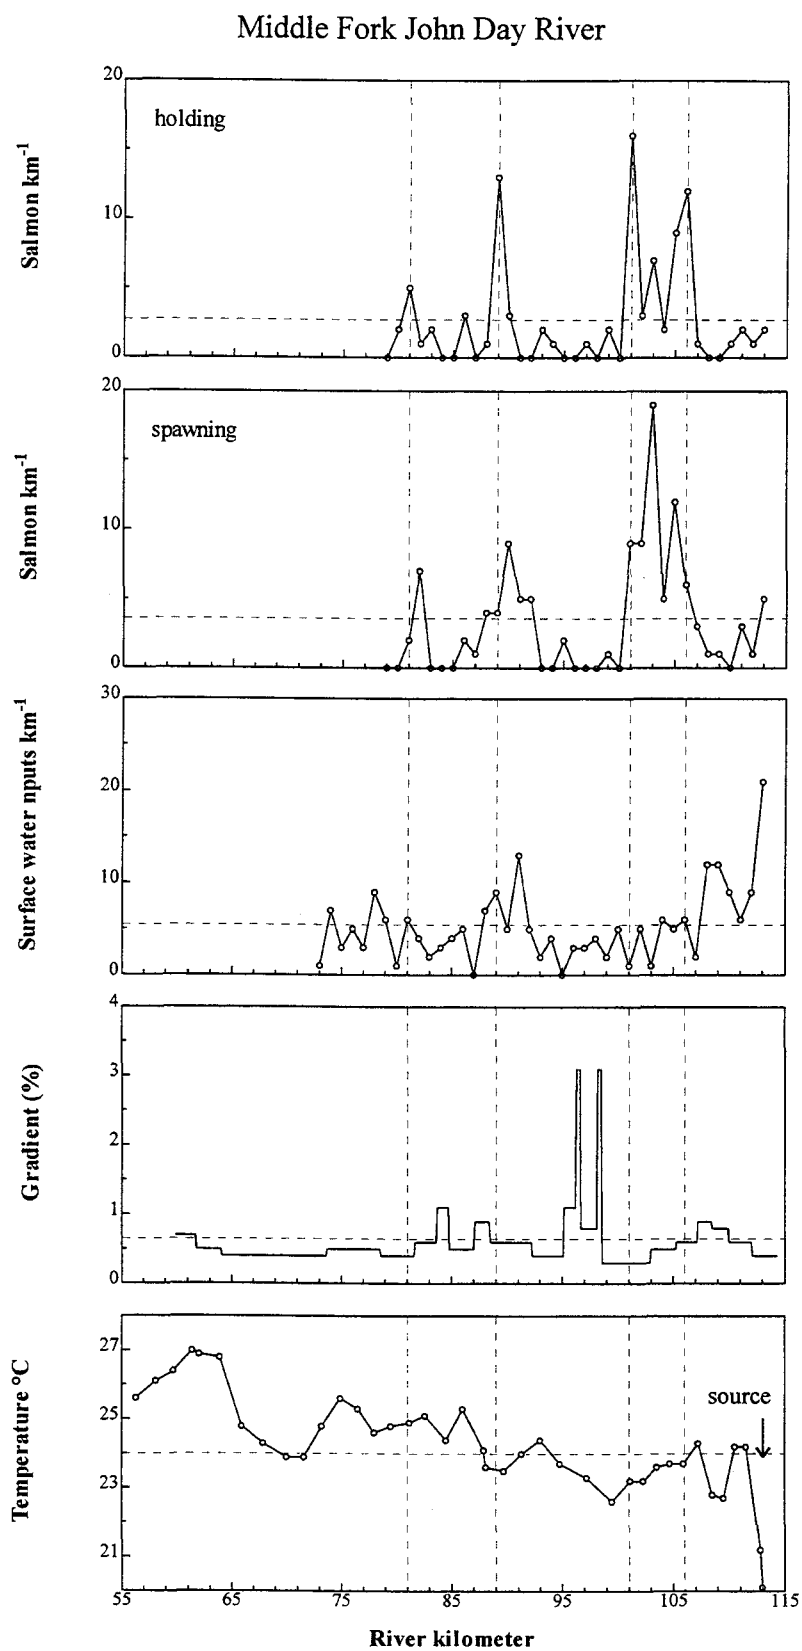 Middle Fork John Day River
20
holding
Salmon km-1
10
0
20
spawning
Salmon km-1
10
0
30
Surface water nputs km-1
20
10
0
4
3
Gradient (%)
2
1
0
27
source
25
Temperature °C
23
21
55 65 75 85 95 105 115
River kilometer